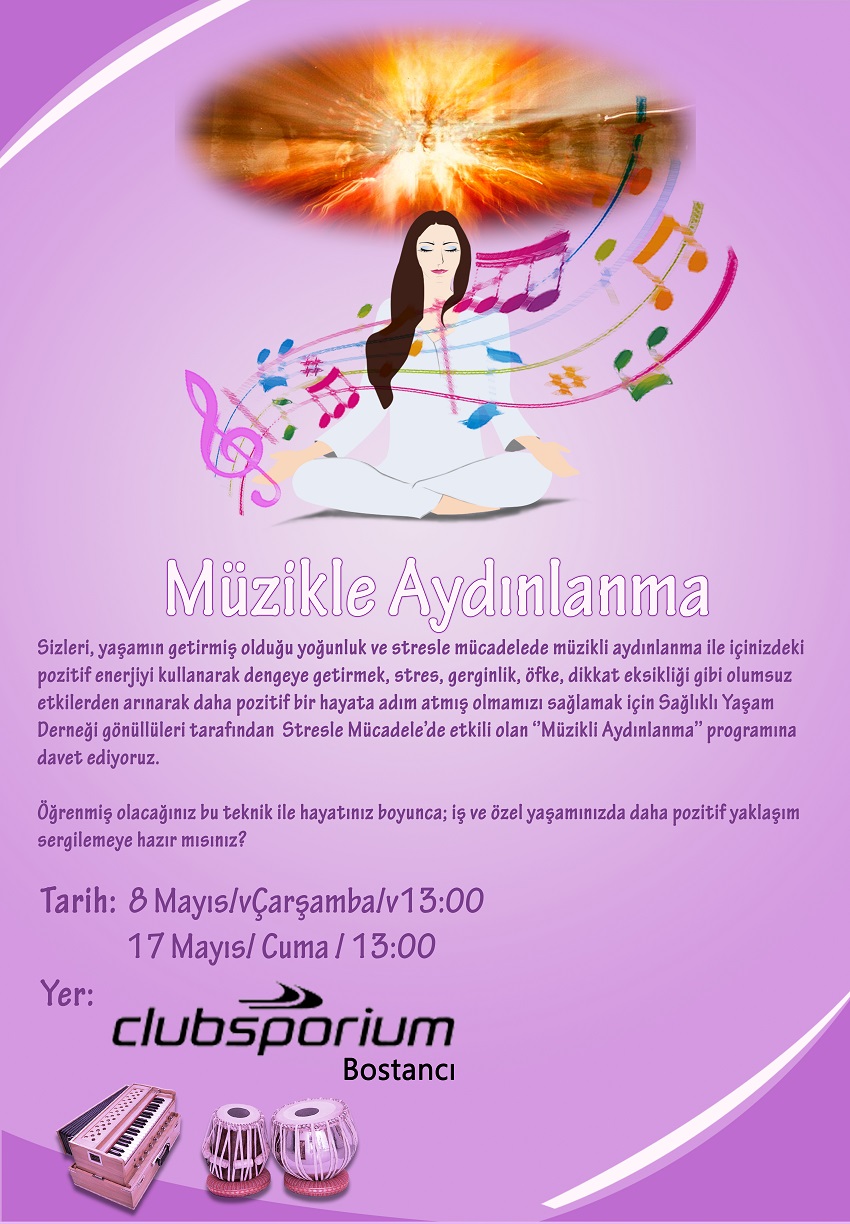 Müzikle Aydınlanma
Sizleri, yaşamın getirmiş olduğu yoğunluk ve stresle mücadelede müzikli aydınlanma ile içinizdeki
pozitif enerjiyi kullanarak dengeye getirmek, stres, gerginlik, öfke, dikkat eksikliği gibi olumsuz
etkilerden arınarak daha pozitif bir hayata adım atmış olmamızı sağlamak için Sağlıklı Yaşam
Derneği gönüllüleri tarafından Stresle Mücadele’de etkili olan ‘’Müzikli Aydınlanma’’ programına
davet ediyoruz.
Öğrenmiş olacağınız bu teknik ile hayatınız boyunca; iş ve özel yaşamınızda daha pozitif yaklaşım
sergilemeye hazır mısınız?
Tarih: 8 Mayıs/vÇarşamba/v13:00
17 Mayıs/ Cuma / 13:00
Yer:
clubsporium
Bostancı